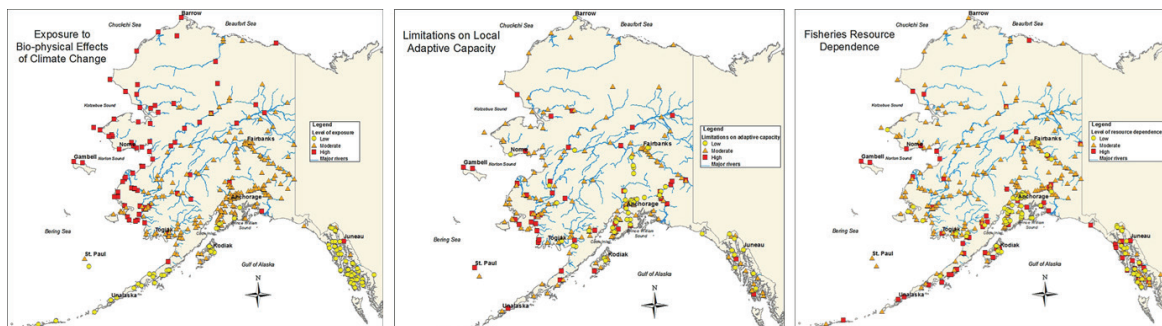 Exposure to
Bio-physical Effects
of Climate Change
Chuckchi Sea
Barrow
Beaufort Sea
Kotzebue Sound
Nome
Norton Sound
Gambell
Fairbanks
Legend
Level of exposure
Low
Moderate
High
Major rivers
Anchorage
Togiak
Kodiak
Juneau
Bering Sea
St. Paul
Gulf of Alaska
Unalaska
N
Limitations on Local
Adaptive Capacity
Chuckchi Sea
Barrow
Beaufort Sea
Kotzebue Sound
Nome
Norton Sound
Gambell
Fairbanks
Legend
Limitations on adaptive capacity
Low
Moderate
High
Major rivers
Anchorage
Togiak
Kodiak
Juneau
Bering Sea
St. Paul
Gulf of Alaska
Unalaska
N
Fisheries Resource
Dependence
Chuckchi Sea
Barrow
Beaufort Sea
Kotzebue Sound
Nome
Norton Sound
Gambell
Fairbanks
Legend
Level of resource dependence
Low
Moderate
High
Major rivers
Anchorage
Togiak
Kodiak
Juneau
Bering Sea
St. Paul
Gulf of Alaska
Unalaska
N